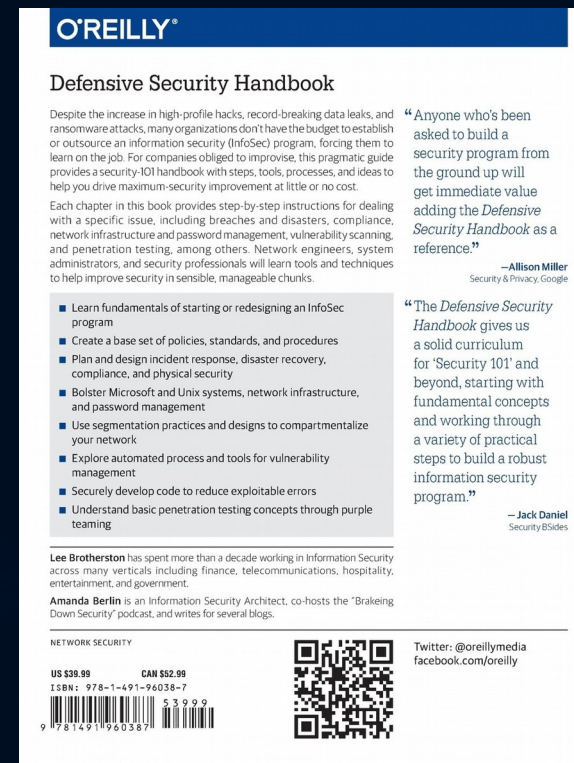 O'REILLY®
Defensive Security Handbook
Despite the increase in high-profile hacks, record-breaking data leaks, and
ransomware attacks, many organizations don't have the budget to establish
or outsource an information security (InfoSec) program, forcing them to
learn on the job. For companies obliged to improvise, this pragmatic guide
provides a security-101 handbook with steps, tools, processes, and ideas to
help you drive maximum-security improvement at little or no cost.
Each chapter in this book provides step-by-step instructions for dealing
with a specific issue, including breaches and disasters, compliance,
network infrastructure and password management, vulnerability scanning,
and penetration testing, among others. Network engineers, system
administrators, and security professionals will learn tools and techniques
to help improve security in sensible, manageable chunks.
■ Learn fundamentals of starting or redesigning an InfoSec
program
■ Create a base set of policies, standards, and procedures
■ Plan and design incident response, disaster recovery,
compliance, and physical security
■ Bolster Microsoft and Unix systems, network infrastructure,
and password management
■ Use segmentation practices and designs to compartmentalize
your network
■ Explore automated process and tools for vulnerability
management
■ Securely develop code to reduce exploitable errors
■ Understand basic penetration testing concepts through purple
teaming
Lee Brotherston has spent more than a decade working in Information Security
across many verticals including finance, telecommunications, hospitality,
entertainment, and government.
Amanda Berlin is an Information Security Architect, co-hosts the "Brakeing
Down Security" podcast, and writes for several blogs.
“Anyone who's been
asked to build a
security program from
the ground up will
get immediate value
adding the Defensive
Security Handbook as a
reference.”
—Allison Miller
Security & Privacy, Google
“The Defensive Security
Handbook gives us
a solid curriculum
for ‘Security 101’ and
beyond, starting with
fundamental concepts
and working through
a variety of practical
steps to build a robust
information security
program.”
— Jack Daniel
Security BSides
NETWORK SECURITY
US $39.99 CAN $52.99
ISBN: 978-1-491-96038-7
53999
9 781491 960387
Twitter: @oreillymedia
facebook.com/oreilly